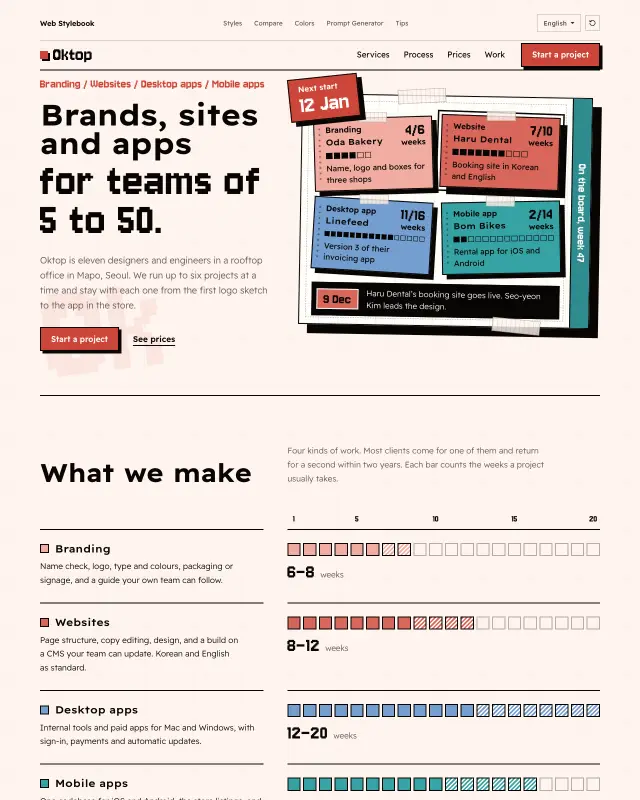 Web Stylebook
Styles Compare Colors Prompt Generator Tips
English
Oktop
Services Process Prices Work
Start a project
Branding / Websites / Desktop apps / Mobile apps
Brands, sites
and apps
for teams of
5 to 50.
Oktop is eleven designers and engineers in a rooftop
office in Mapo, Seoul. We run up to six projects at a
time and stay with each one from the first logo sketch
to the app in the store.
Start a project
See prices
Next start
12 Jan
Branding
Oda Bakery
4/6
weeks
Name, logo and boxes for
three shops
Website
Haru Dental
7/10
weeks
Booking site in Korean
and English
Desktop app
Linefeed
11/16
weeks
Version 3 of their
invoicing app
Mobile app
Bom Bikes
2/14
weeks
Rental app for iOS and
Android
9 Dec
Haru Dental's booking site goes live. Seo-yeon
Kim leads the design.
On the board, week 47
What we make
Four kinds of work. Most clients come for one of them and return
for a second within two years. Each bar counts the weeks a project
usually takes.
1 5 10 15 20
Branding
Name check, logo, type and colours, packaging or
signage, and a guide your own team can follow.
6–8 weeks
Websites
Page structure, copy editing, design, and a build on
a CMS your team can update. Korean and English
as standard.
8–12 weeks
Desktop apps
Internal tools and paid apps for Mac and Windows, with
sign-in, payments and automatic updates.
12–20 weeks
Mobile apps